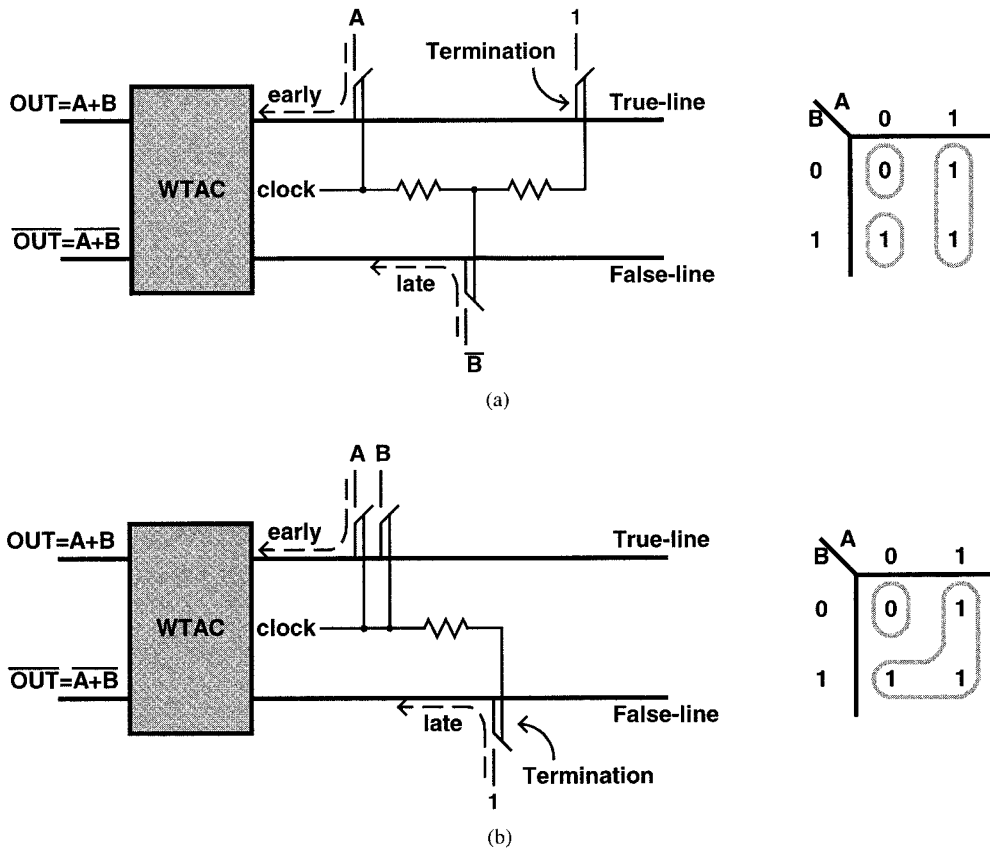 A
1
Termination
early
OUT=A+B
True-line
WTAC
clock
O̅U̅T̅=A̅+̅B̅
False-line
late
B̅
A
B
0 1
0 0 1
1 1 1
(a)
A B
early
OUT=A+B
True-line
WTAC
clock
O̅U̅T̅=A̅+̅B̅
False-line
late
Termination
1
A
B
0 1
0 0 1
1 1 1
(b)